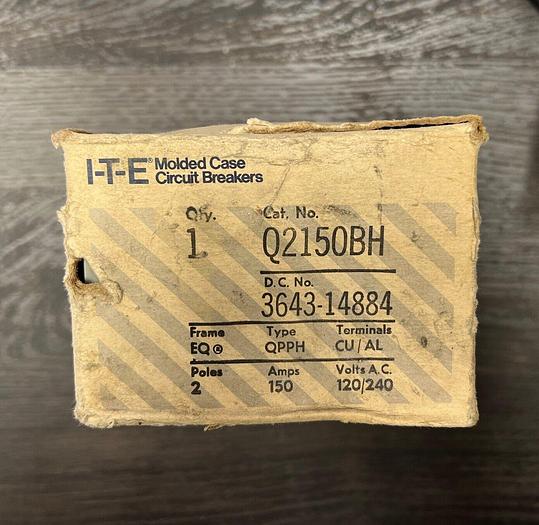 I-T-E® Molded Case
Circuit Breakers
Qty. Cat. No.
1 Q2150BH
D.C. No.
3643-14884
Frame Type Terminals
EQ® QPPH CU/AL
Poles Amps Volts A.C.
2 150 120/240